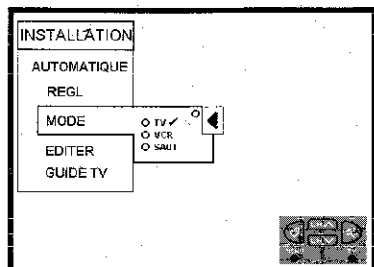 INSTALLATION
AUTOMATIQUE
REGL
MODE
TV
VCR
SAUT
EDITER
GUIDE TV